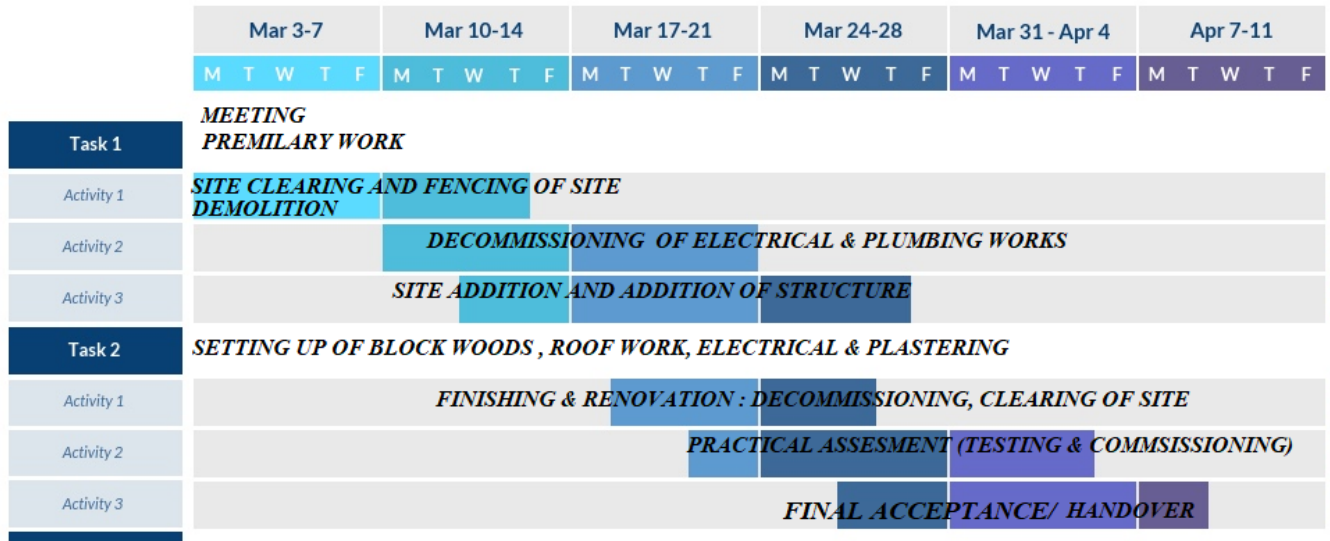 Mar 3-7 Mar 10-14 Mar 17-21 Mar 24-28 Mar 31 - Apr 4 Apr 7-11
M T W T F M T W T F M T W T F M T W T F M T W T F M T W T F
MEETING
Task 1 PREMILARY WORK
Activity 1 SITE CLEARING AND FENCING OF SITE
DEMOLITION
Activity 2 DECOMMISSIONING OF ELECTRICAL & PLUMBING WORKS
Activity 3 SITE ADDITION AND ADDITION OF STRUCTURE
Task 2 SETTING UP OF BLOCK WOODS , ROOF WORK, ELECTRICAL & PLASTERING
Activity 1 FINISHING & RENOVATION : DECOMMISSIONING, CLEARING OF SITE
Activity 2 PRACTICAL ASSESMENT (TESTING & COMMSISSIONING)
Activity 3 FINAL ACCEPTANCE/ HANDOVER